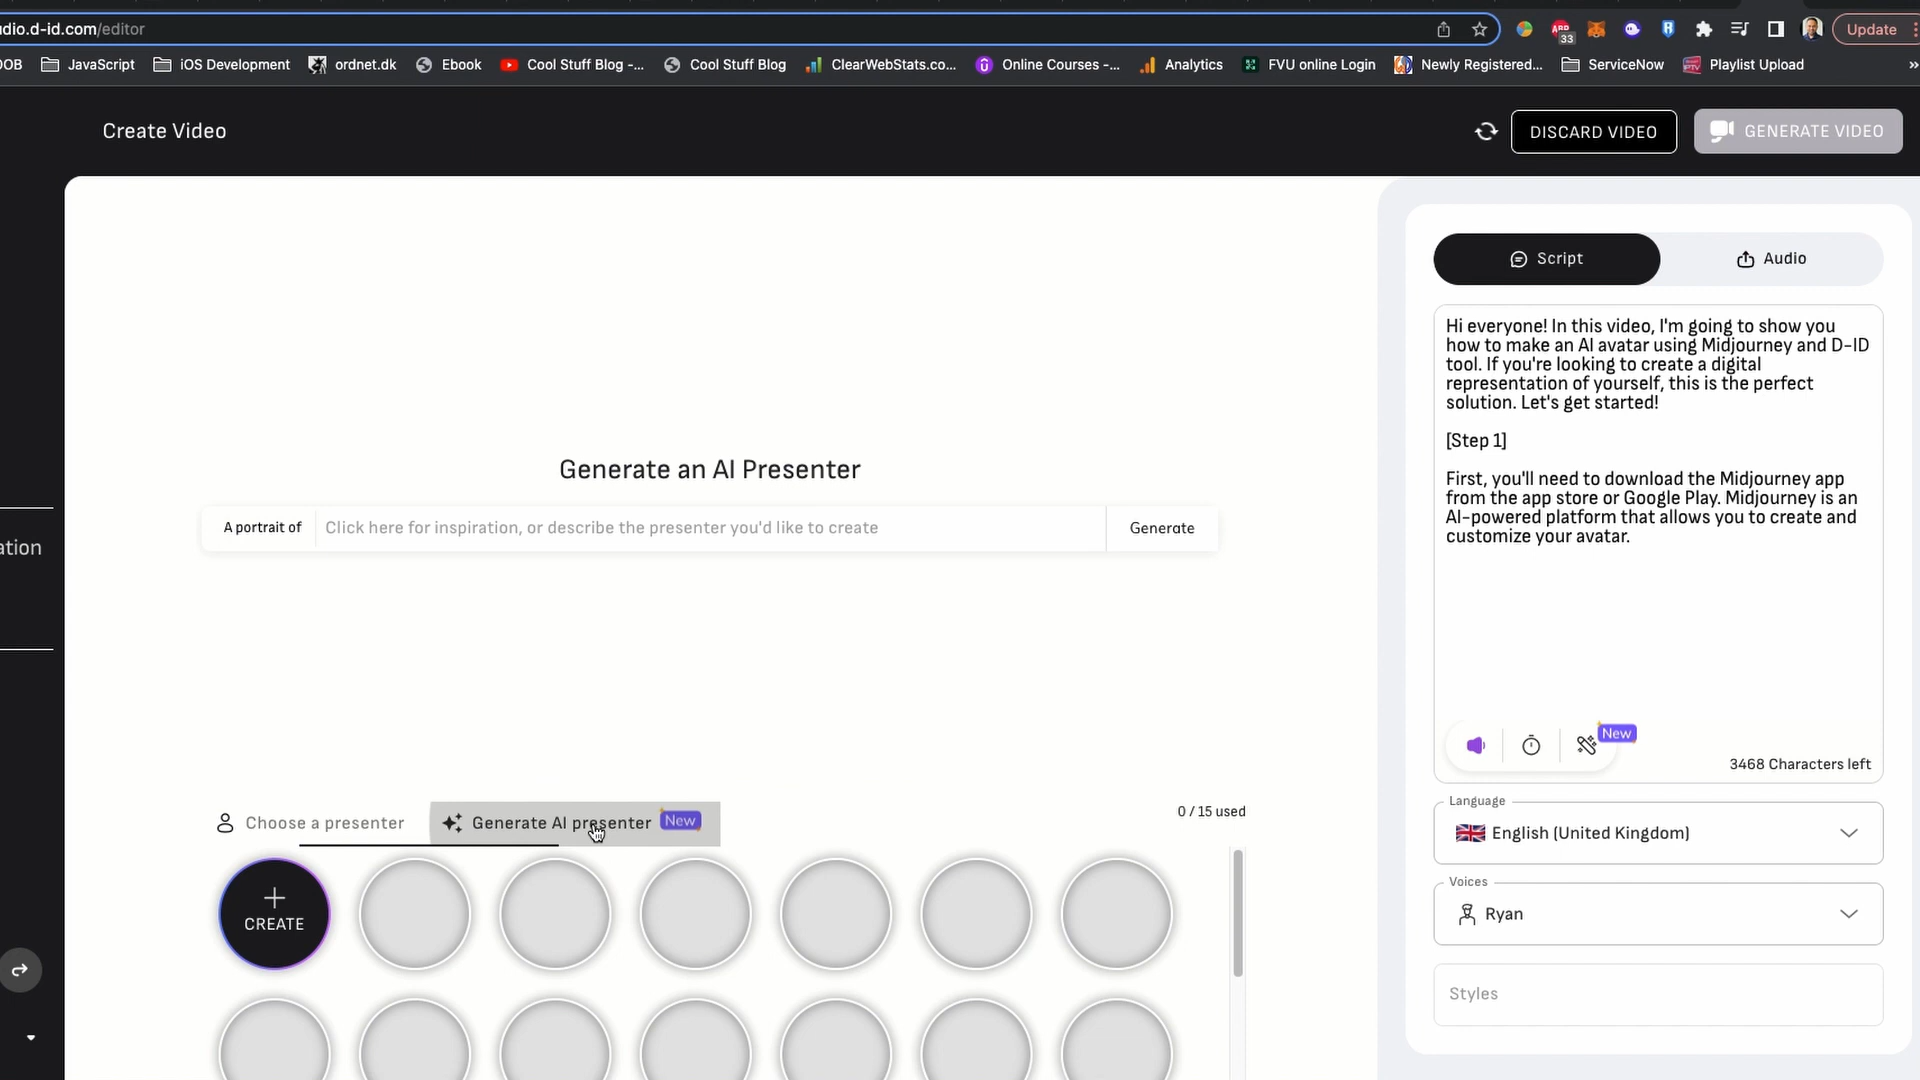 dio.d-id.com/editor
33
Update
OOB
JavaScript
iOS Development
ordnet.dk
Ebook
Cool Stuff Blog -...
Cool Stuff Blog
ClearWebStats.co...
Online Courses -...
Analytics
FVU online Login
Newly Registered...
ServiceNow
Playlist Upload
»
Create Video
DISCARD VIDEO
GENERATE VIDEO
Script
Audio
Hi everyone! In this video, I'm going to show you
how to make an AI avatar using Midjourney and D-ID
tool. If you're looking to create a digital
representation of yourself, this is the perfect
solution. Let's get started!
[Step 1]
First, you'll need to download the Midjourney app
from the app store or Google Play. Midjourney is an
AI-powered platform that allows you to create and
customize your avatar.
Generate an AI Presenter
A portrait of
Click here for inspiration, or describe the presenter you'd like to create
Generate
ation
New
3468 Characters left
Choose a presenter
Generate AI presenter
New
0 / 15 used
CREATE
Language
English (United Kingdom)
Voices
Ryan
Styles